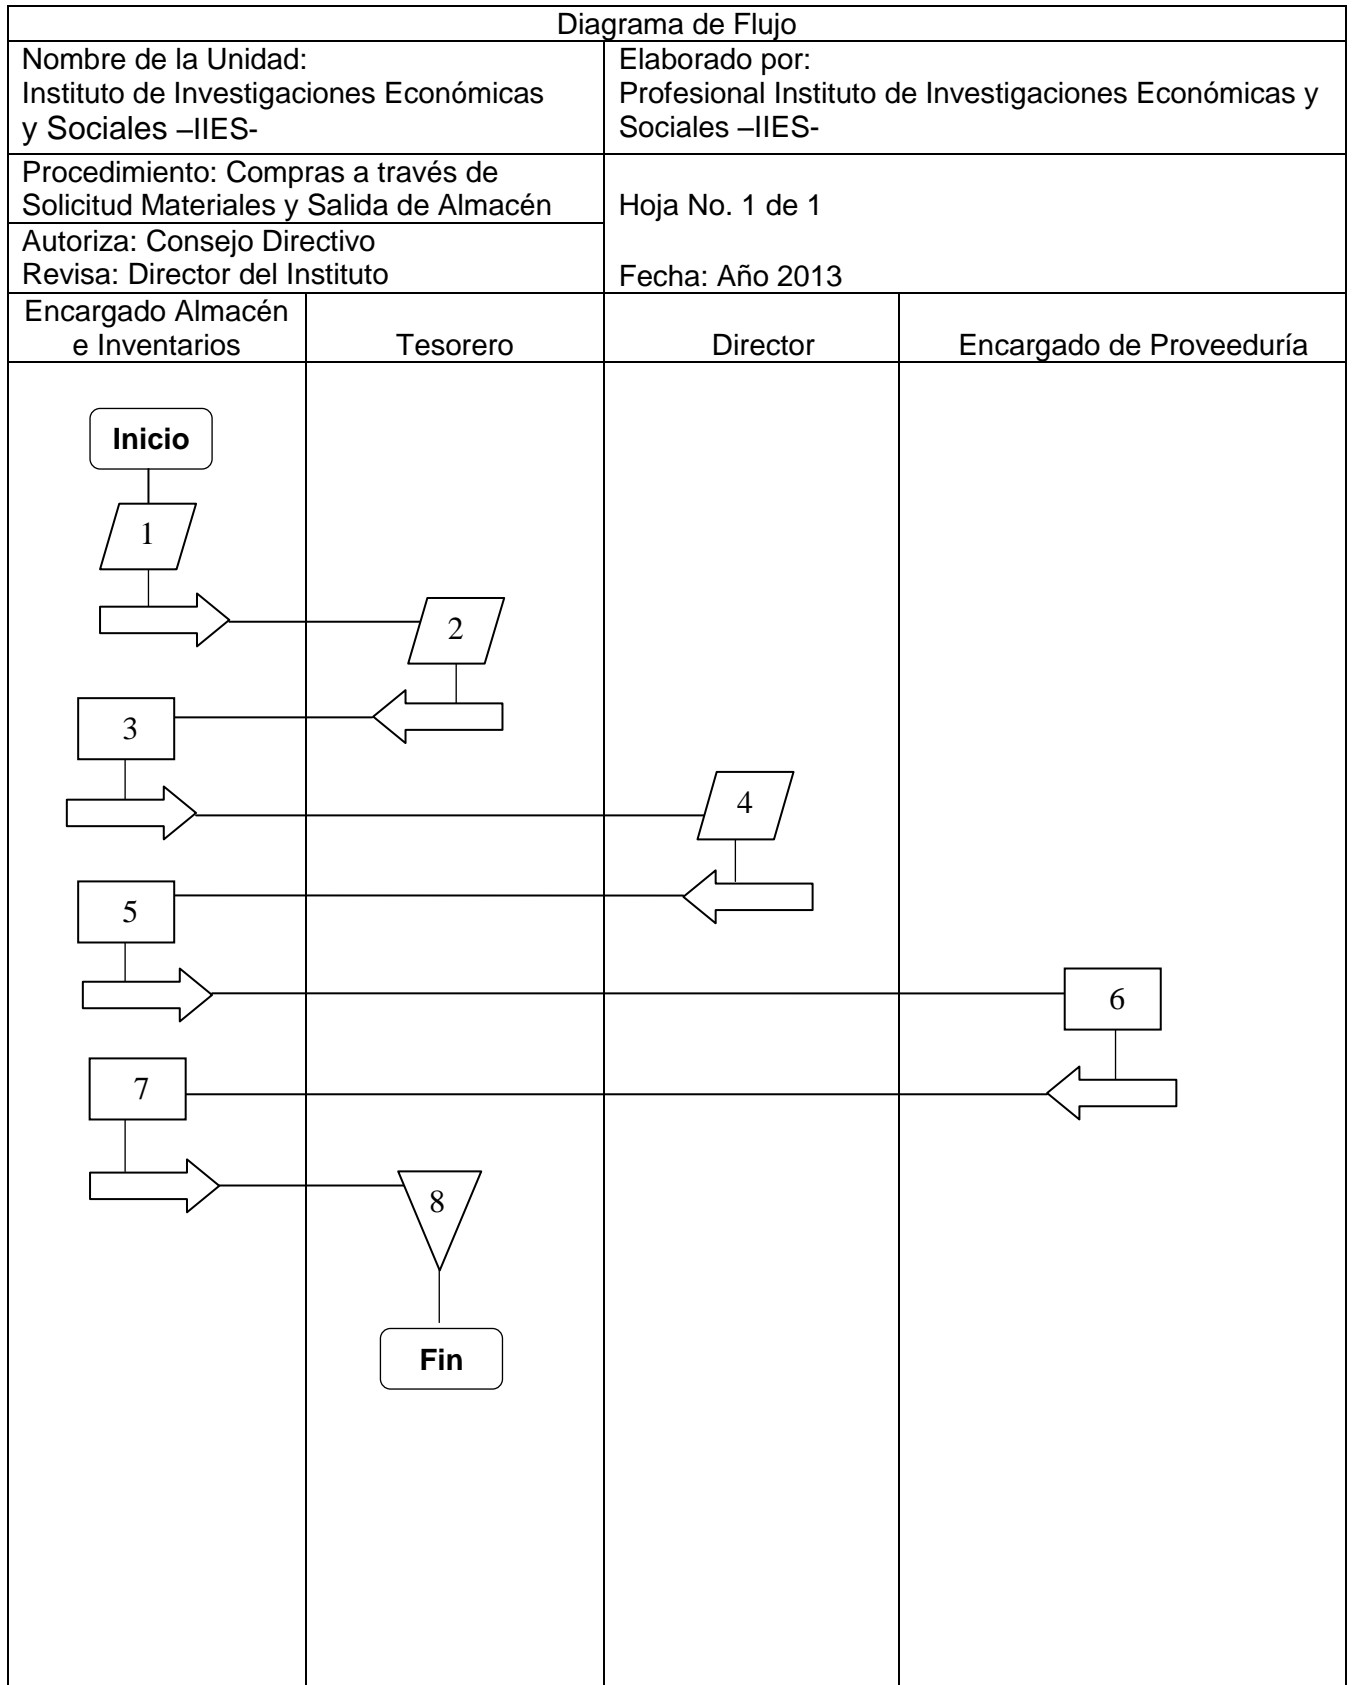 Diagrama de Flujo
Nombre de la Unidad:
Instituto de Investigaciones Económicas
y Sociales –IIES-
Elaborado por:
Profesional Instituto de Investigaciones Económicas y
Sociales –IIES-
Procedimiento: Compras a través de
Solicitud Materiales y Salida de Almacén
Hoja No. 1 de 1
Autoriza: Consejo Directivo
Revisa: Director del Instituto
Fecha: Año 2013
Encargado Almacén
e Inventarios
Tesorero
Director
Encargado de Proveeduría
Inicio
1
2
3
4
5
6
7
8
Fin